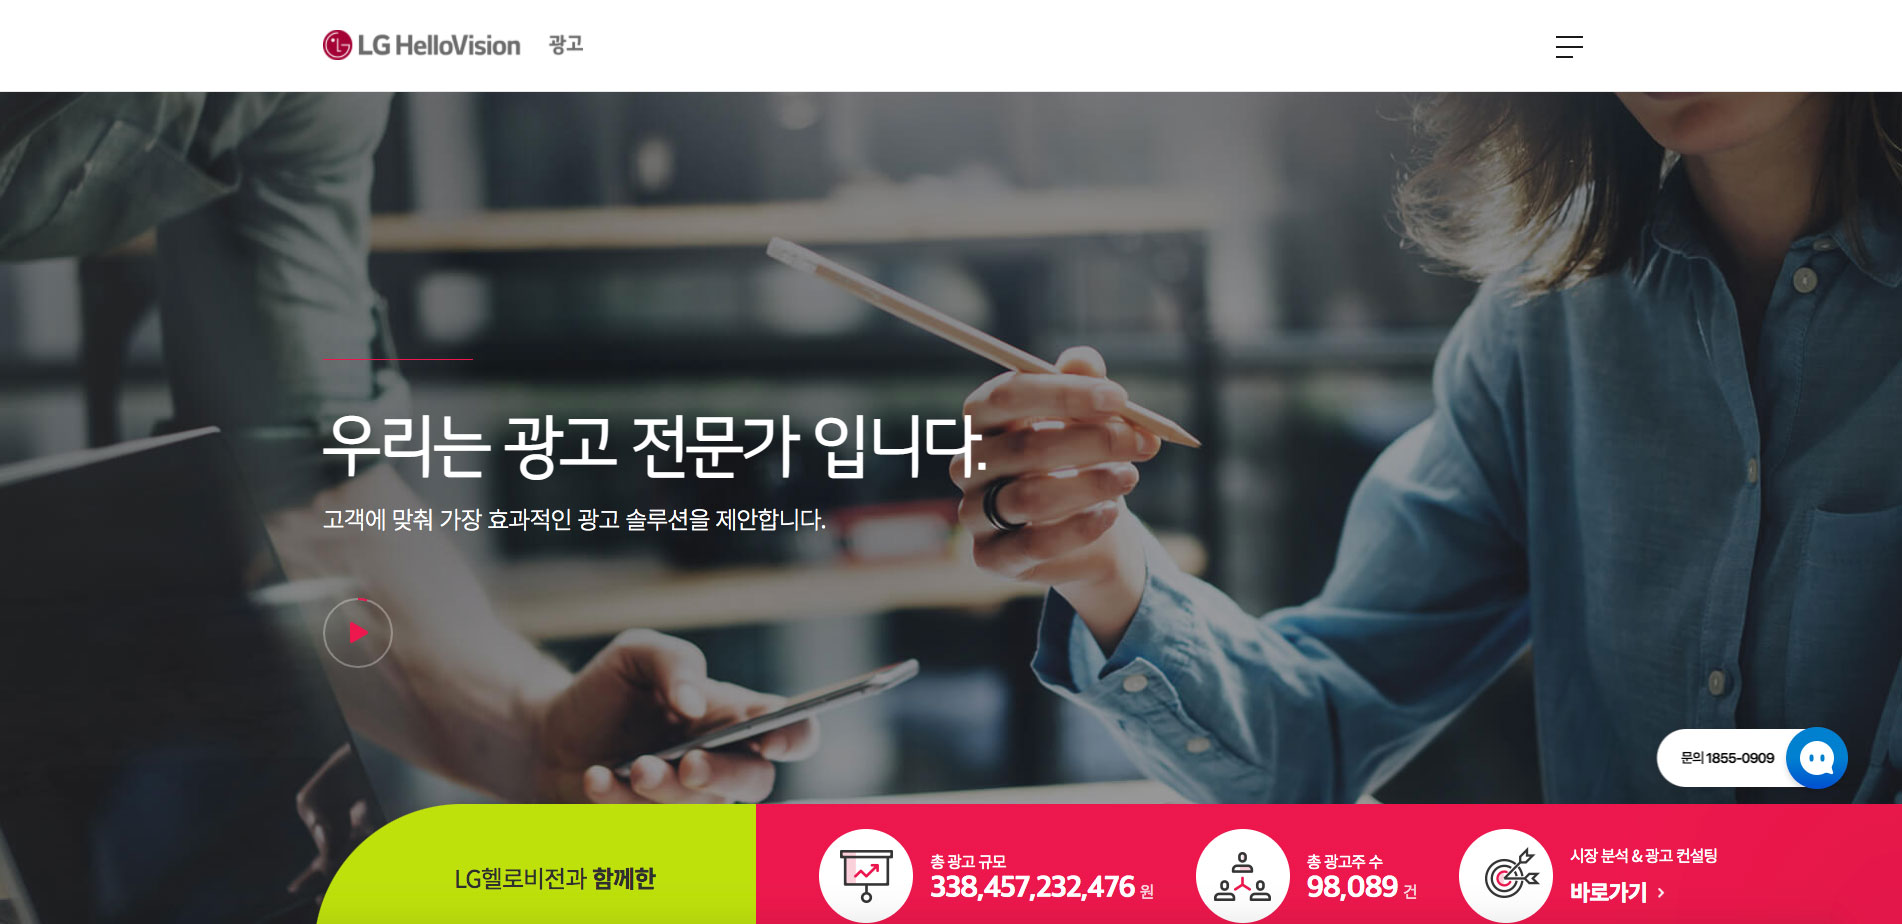 LG HelloVision 광고
우리는 광고 전문가 입니다.
고객에 맞춰 가장 효과적인 광고 솔루션을 제안합니다.
문의 1855-0909
LG헬로비전과 함께한
총 광고 규모
338,457,232,476 원
총 광고주 수
98,089 건
시장 분석 & 광고 컨설팅
바로가기